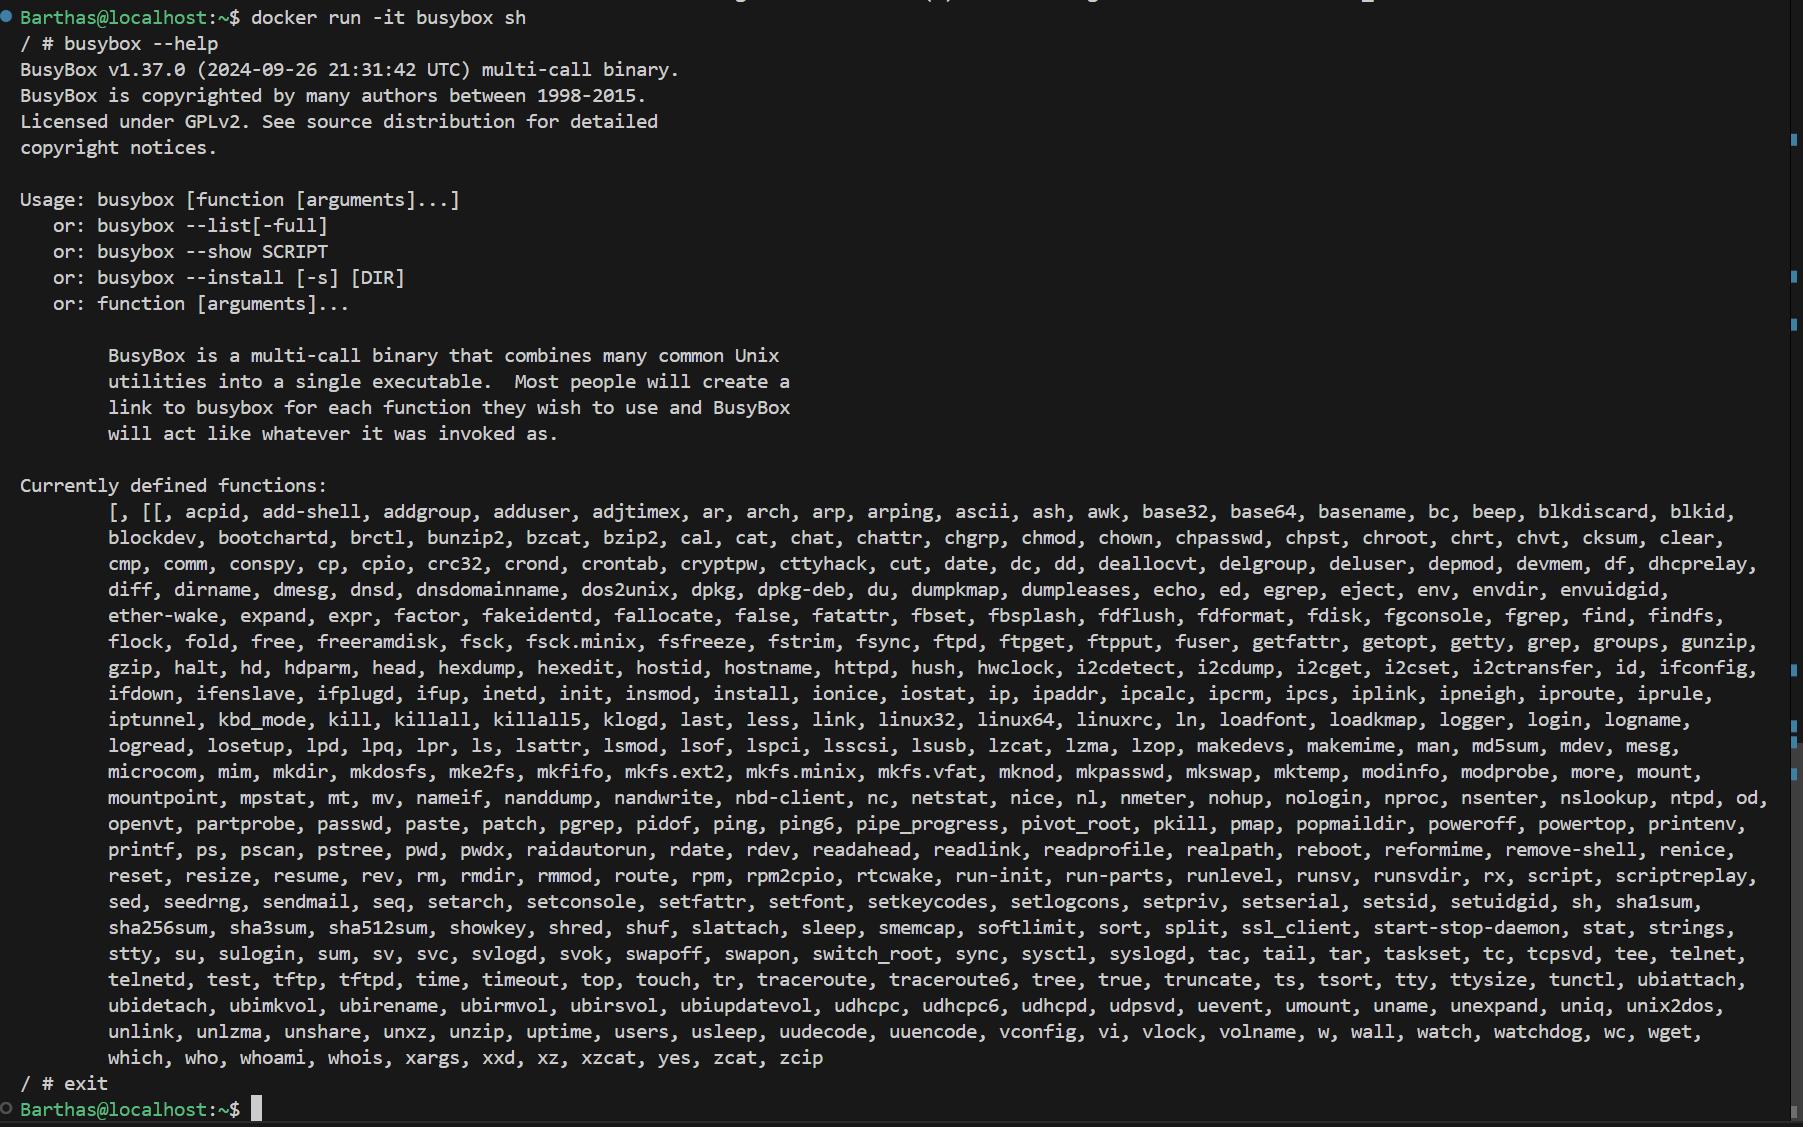 Barthas@localhost:~$ docker run -it busybox sh
/ # busybox --help
BusyBox v1.37.0 (2024-09-26 21:31:42 UTC) multi-call binary.
BusyBox is copyrighted by many authors between 1998-2015.
Licensed under GPLv2. See source distribution for detailed
copyright notices.
Usage: busybox [function [arguments]...]
or: busybox --list[-full]
or: busybox --show SCRIPT
or: busybox --install [-s] [DIR]
or: function [arguments]...
BusyBox is a multi-call binary that combines many common Unix
utilities into a single executable.  Most people will create a
link to busybox for each function they wish to use and BusyBox
will act like whatever it was invoked as.
Currently defined functions:
[, [[, acpid, add-shell, addgroup, adduser, adjtimex, ar, arch, arp, arping, ascii, ash, awk, base32, base64, basename, bc, beep, blkdiscard, blkid,
blockdev, bootchartd, brctl, bunzip2, bzcat, bzip2, cal, cat, chat, chattr, chgrp, chmod, chown, chpasswd, chpst, chroot, chrt, chvt, cksum, clear,
cmp, comm, conspy, cp, cpio, crc32, crond, crontab, cryptpw, cttyhack, cut, date, dc, dd, deallocvt, delgroup, deluser, depmod, devmem, df, dhcprelay,
diff, dirname, dmesg, dnsd, dnsdomainname, dos2unix, dpkg, dpkg-deb, du, dumpkmap, dumpleases, echo, ed, egrep, eject, env, envdir, envuidgid,
ether-wake, expand, expr, factor, fakeidentd, fallocate, false, fatattr, fbset, fbsplash, fdflush, fdformat, fdisk, fgconsole, fgrep, find, findfs,
flock, fold, free, freeramdisk, fsck, fsck.minix, fsfreeze, fstrim, fsync, ftpd, ftpget, ftpput, fuser, getfattr, getopt, getty, grep, groups, gunzip,
gzip, halt, hd, hdparm, head, hexdump, hexedit, hostid, hostname, httpd, hush, hwclock, i2cdetect, i2cdump, i2cget, i2cset, i2ctransfer, id, ifconfig,
ifdown, ifenslave, ifplugd, ifup, inetd, init, insmod, install, ionice, iostat, ip, ipaddr, ipcalc, ipcrm, ipcs, iplink, ipneigh, iproute, iprule,
iptunnel, kbd_mode, kill, killall, killall5, klogd, last, less, link, linux32, linux64, linuxrc, ln, loadfont, loadkmap, logger, login, logname,
logread, losetup, lpd, lpq, lpr, ls, lsattr, lsmod, lsof, lspci, lsscsi, lsusb, lzcat, lzma, lzop, makedevs, makemime, man, md5sum, mdev, mesg,
microcom, mim, mkdir, mkdosfs, mke2fs, mkfifo, mkfs.ext2, mkfs.minix, mkfs.vfat, mknod, mkpasswd, mkswap, mktemp, modinfo, modprobe, more, mount,
mountpoint, mpstat, mt, mv, nameif, nanddump, nandwrite, nbd-client, nc, netstat, nice, nl, nmeter, nohup, nologin, nproc, nsenter, nslookup, ntpd, od,
openvt, partprobe, passwd, paste, patch, pgrep, pidof, ping, ping6, pipe_progress, pivot_root, pkill, pmap, popmaildir, poweroff, powertop, printenv,
printf, ps, pscan, pstree, pwd, pwdx, raidautorun, rdate, rdev, readahead, readlink, readprofile, realpath, reboot, reformime, remove-shell, renice,
reset, resize, resume, rev, rm, rmdir, rmmod, route, rpm, rpm2cpio, rtcwake, run-init, run-parts, runlevel, runsv, runsvdir, rx, script, scriptreplay,
sed, seedrng, sendmail, seq, setarch, setconsole, setfattr, setfont, setkeycodes, setlogcons, setpriv, setserial, setsid, setuidgid, sh, sha1sum,
sha256sum, sha3sum, sha512sum, showkey, shred, shuf, slattach, sleep, smemcap, softlimit, sort, split, ssl_client, start-stop-daemon, stat, strings,
stty, su, sulogin, sum, sv, svc, svlogd, svok, swapoff, swapon, switch_root, sync, sysctl, syslogd, tac, tail, tar, taskset, tc, tcpsvd, tee, telnet,
telnetd, test, tftp, tftpd, time, timeout, top, touch, tr, traceroute, traceroute6, tree, true, truncate, ts, tsort, tty, ttysize, tunctl, ubiattach,
ubidetach, ubimkvol, ubirename, ubirmvol, ubirsvol, ubiupdatevol, udhcpc, udhcpc6, udhcpd, udpsvd, uevent, umount, uname, unexpand, uniq, unix2dos,
unlink, unlzma, unshare, unxz, unzip, uptime, users, usleep, uudecode, uuencode, vconfig, vi, vlock, volname, w, wall, watch, watchdog, wc, wget,
which, who, whoami, whois, xargs, xxd, xz, xzcat, yes, zcat, zcip
/ # exit
Barthas@localhost:~$